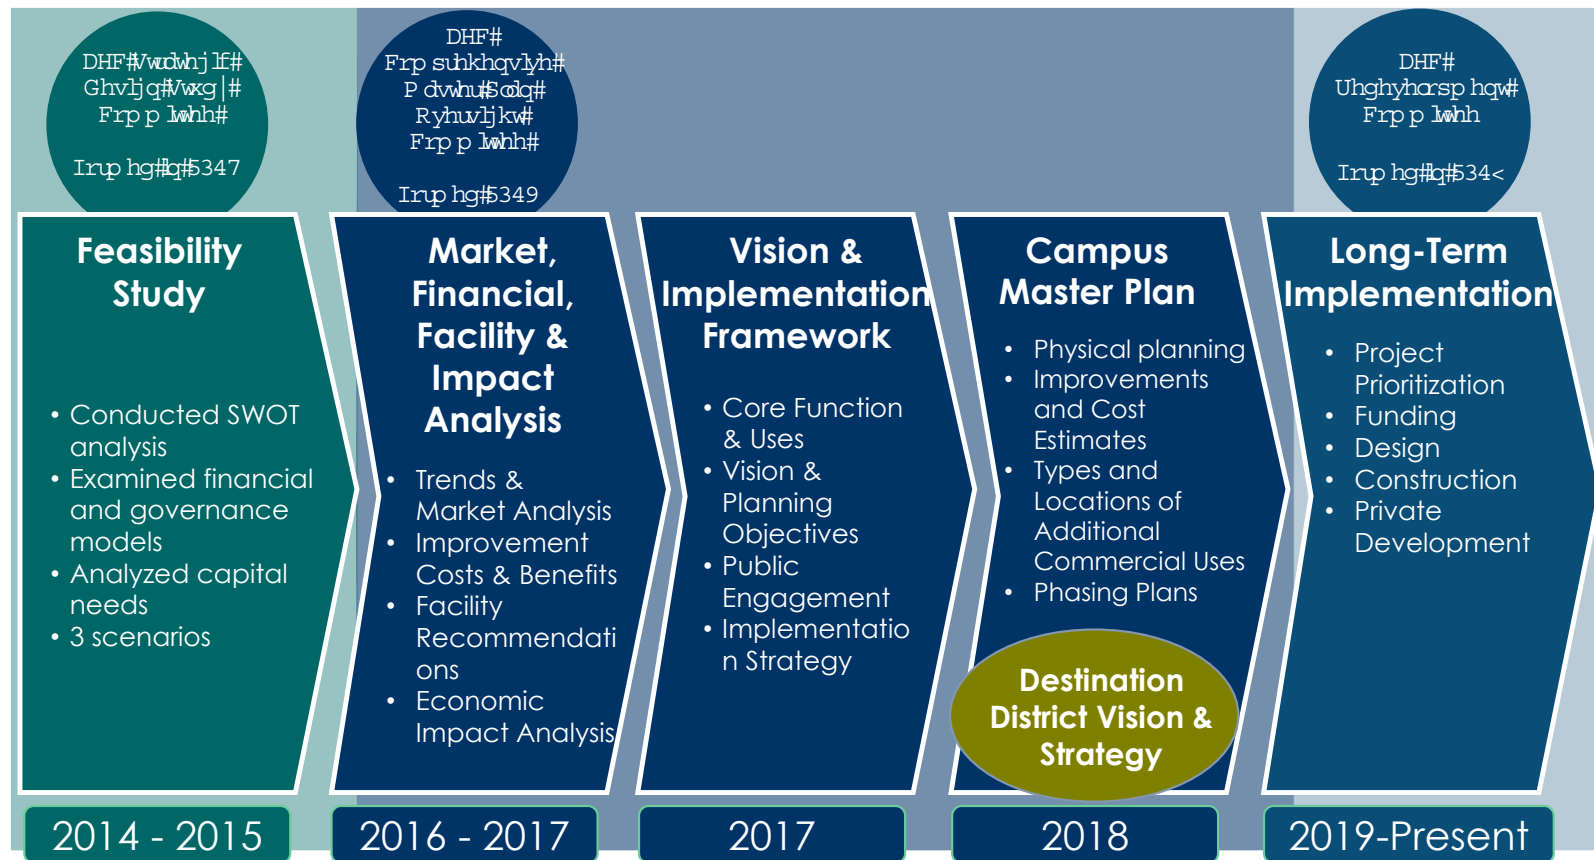 DHF#Vwudwhjlf#
Ghvljq#Vwxg|#
Frpplwwhh#
Iruphg#lq#5347
DHF#
Frpsuhkhqvlyh#
Pdvwhu#Sodq#
Ryhuvljkw#
Frpplwwhh#
Iruphg#5349
DHF#
Uhghyhorsphqw#
Frpplwwhh
Iruphg#lq#534<
Feasibility
Study
• Conducted SWOT
analysis
• Examined financial
and governance
models
• Analyzed capital
needs
• 3 scenarios
Market,
Financial,
Facility &
Impact
Analysis
• Trends &
Market Analysis
• Improvement
Costs & Benefits
• Facility
Recommendati
ons
• Economic
Impact Analysis
Vision &
Implementation
Framework
• Core Function
& Uses
• Vision &
Planning
Objectives
• Public
Engagement
• Implementatio
n Strategy
Campus
Master Plan
• Physical planning
• Improvements
and Cost
Estimates
• Types and
Locations of
Additional
Commercial Uses
• Phasing Plans
Destination
District Vision &
Strategy
Long-Term
Implementation
• Project
Prioritization
• Funding
• Design
• Construction
• Private
Development
2014 - 2015
2016 - 2017
2017
2018
2019-Present